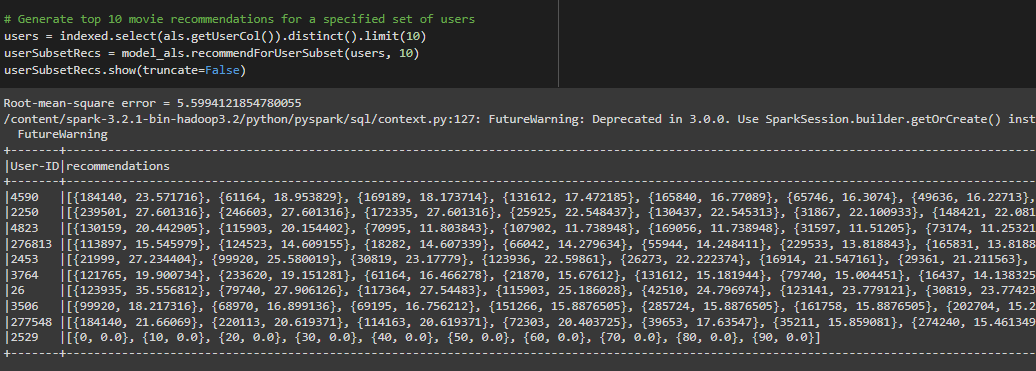 # Generate top 10 movie recommendations for a specified set of users
users = indexed.select(als.getUserCol()).distinct().limit(10)
userSubsetRecs = model_als.recommendForUserSubset(users, 10)
userSubsetRecs.show(truncate=False)
Root-mean-square error = 5.5994121854780055
/content/spark-3.2.1-bin-hadoop3.2/python/pyspark/sql/context.py:127: FutureWarning: Deprecated in 3.0.0. Use SparkSession.builder.getOrCreate() inst
FutureWarning
|User-ID|recommendations
|4590 |[{184140, 23.571716}, {61164, 18.953829}, {169189, 18.173714}, {131612, 17.472185}, {165840, 16.77089}, {65746, 16.3074}, {49636, 16.22713},
|2250 |[{239501, 27.601316}, {246603, 27.601316}, {172335, 27.601316}, {25925, 22.548437}, {130437, 22.545313}, {31867, 22.100933}, {148421, 22.081
|4823 |[{130159, 20.442905}, {115903, 20.154402}, {70995, 11.803843}, {107902, 11.738948}, {169056, 11.738948}, {31597, 11.51205}, {73174, 11.25321
|276813 |[{113897, 15.545979}, {124523, 14.609155}, {18282, 14.607339}, {66042, 14.279634}, {55944, 14.248411}, {229533, 13.818843}, {165831, 13.8188
|2453 |[{21999, 27.234404}, {99920, 25.580019}, {30819, 23.17779}, {123936, 22.59861}, {26273, 22.222374}, {16914, 21.547161}, {29361, 21.211563},
|3764 |[{121765, 19.900734}, {233620, 19.151281}, {61164, 16.466278}, {21870, 15.67612}, {131612, 15.181944}, {79740, 15.004451}, {16437, 14.138325
|26 |[{123935, 35.556812}, {79740, 27.906126}, {117364, 27.54483}, {115903, 25.186028}, {42510, 24.796974}, {123141, 23.779121}, {30819, 23.77423
|3506 |[{99920, 18.217316}, {68970, 16.899136}, {69195, 16.756212}, {151266, 15.8876505}, {285724, 15.8876505}, {161758, 15.8876505}, {202704, 15.2
|277548 |[{184140, 21.66069}, {220113, 20.619371}, {114163, 20.619371}, {72303, 20.403725}, {39653, 17.63547}, {35211, 15.859081}, {274240, 15.461349
|2529 |[{0, 0.0}, {10, 0.0}, {20, 0.0}, {30, 0.0}, {40, 0.0}, {50, 0.0}, {60, 0.0}, {70, 0.0}, {80, 0.0}, {90, 0.0}]